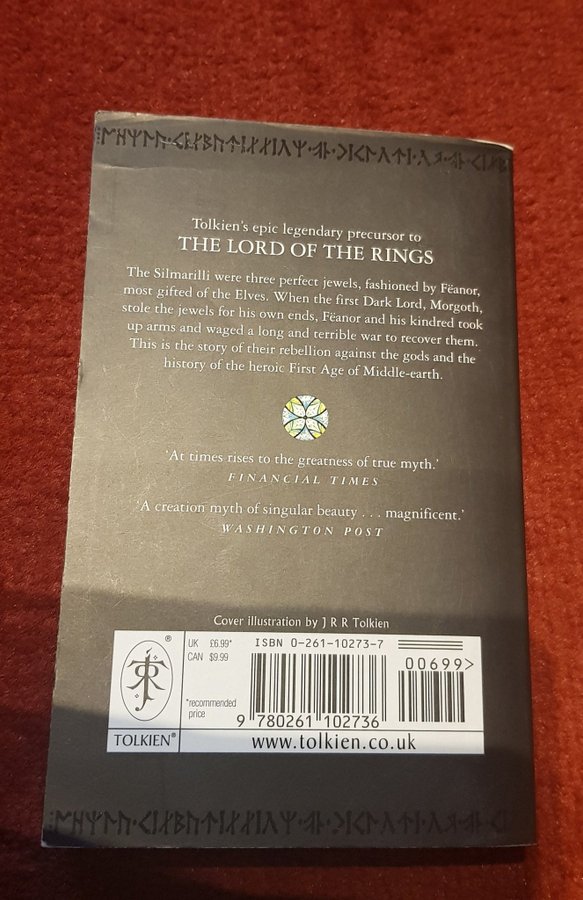 Tolkien's epic legendary precursor to
THE LORD OF THE RINGS
The Silmarilli were three perfect jewels, fashioned by Fëanor,
most gifted of the Elves. When the first Dark Lord, Morgoth,
stole the jewels for his own ends, Fëanor and his kindred took
up arms and waged a long and terrible war to recover them.
This is the story of their rebellion against the gods and the
history of the heroic First Age of Middle-earth.
'At times rises to the greatness of true myth.'
FINANCIAL TIMES
'A creation myth of singular beauty . . . magnificent.'
WASHINGTON POST
Cover illustration by J R R Tolkien
®
UK £6.99*
CAN $9.99
*recommended
price
TOLKIEN®
ISBN 0-261-10273-7
00699>
9 780261 102736
www.tolkien.co.uk